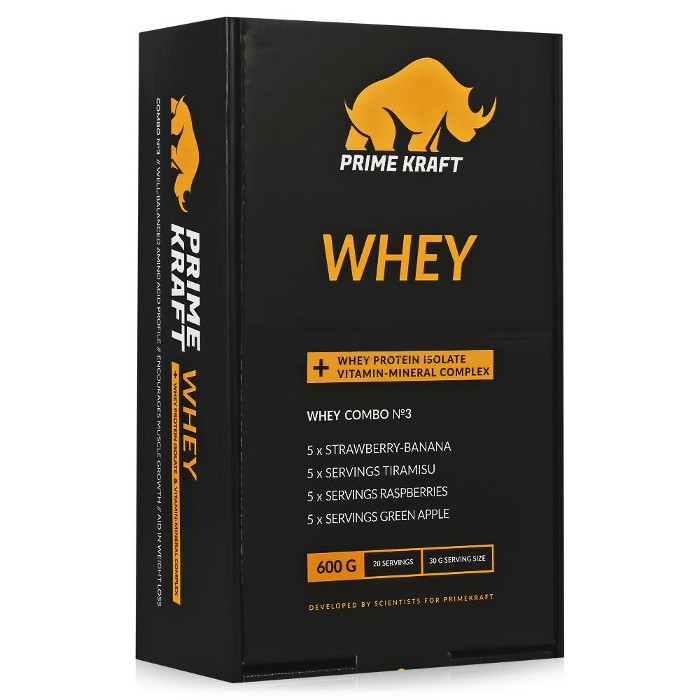 PRIME KRAFT
WHEY
+ WHEY PROTEIN ISOLATE
VITAMIN-MINERAL COMPLEX
WHEY COMBO №3
5 x STRAWBERRY-BANANA
5 x SERVINGS TIRAMISU
5 x SERVINGS RASPBERRIES
5 x SERVINGS GREEN APPLE
600 G
20 SERVINGS
30 G SERVING SIZE
DEVELOPED BY SCIENTISTS FOR PRIMEKRAFT
PRIME
KRAFT
WHEY
+ WHEY PROTEIN ISOLATE & VITAMIN-MINERAL COMPLEX
COMBO №3 // WELL-BALANCED AMINO ACID PROFILE // ENCOURAGES MUSCLE GROWTH // AID IN WEIGHT LOSS